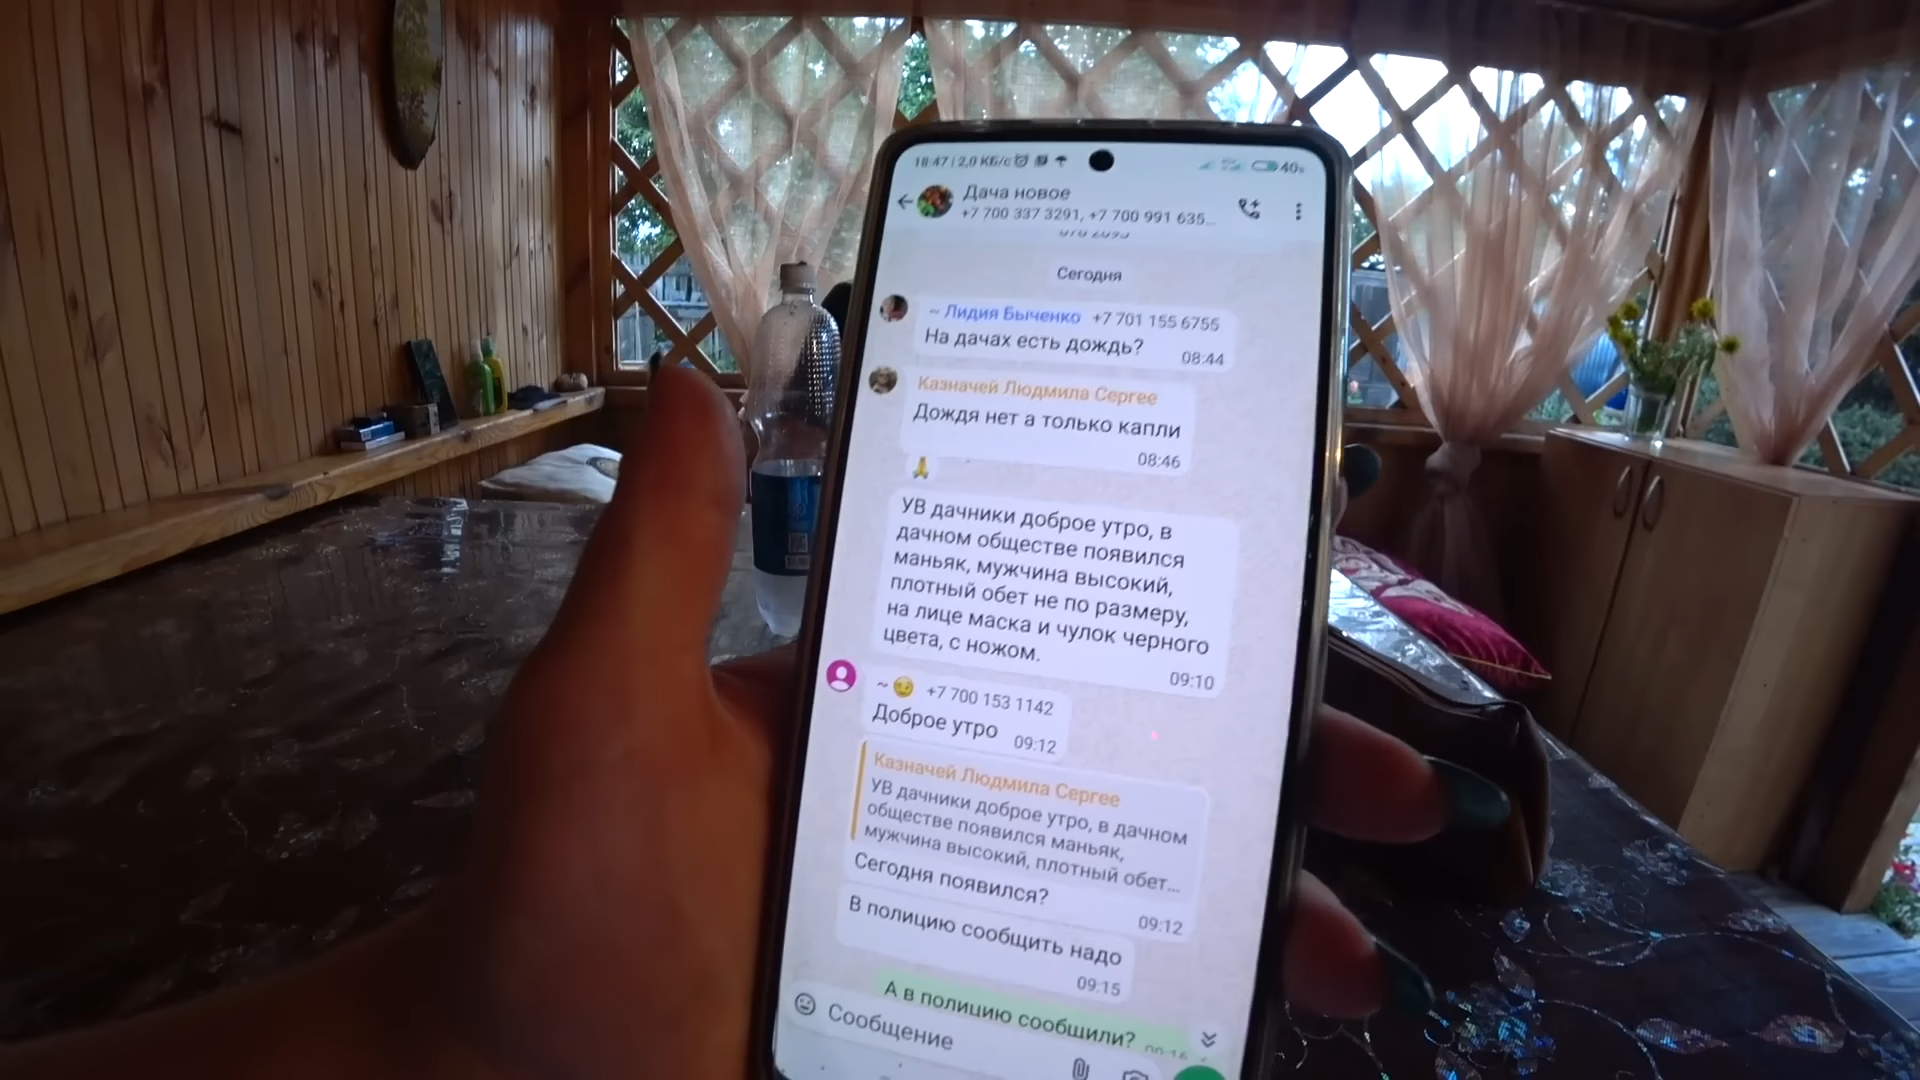 18:47 | 2,0 КБ/с
40
Дача новое
+7 700 337 3291, +7 700 991 635...
Сегодня
~ Лидия Быченко +7 701 155 6755
На дачах есть дождь?
08:44
Казначей Людмила Сергее
Дождя нет а только капли
08:46
УВ дачники доброе утро, в
дачном обществе появился
маньяк, мужчина высокий,
плотный обет не по размеру,
на лице маска и чулок черного
цвета, с ножом.
09:10
~ 😏 +7 700 153 1142
Доброе утро
09:12
Казначей Людмила Сергее
УВ дачники доброе утро, в дачном
обществе появился маньяк,
мужчина высокий, плотный обет...
Сегодня появился?
09:12
В полицию сообщить надо
09:15
А в полицию сообщили?
Сообщение